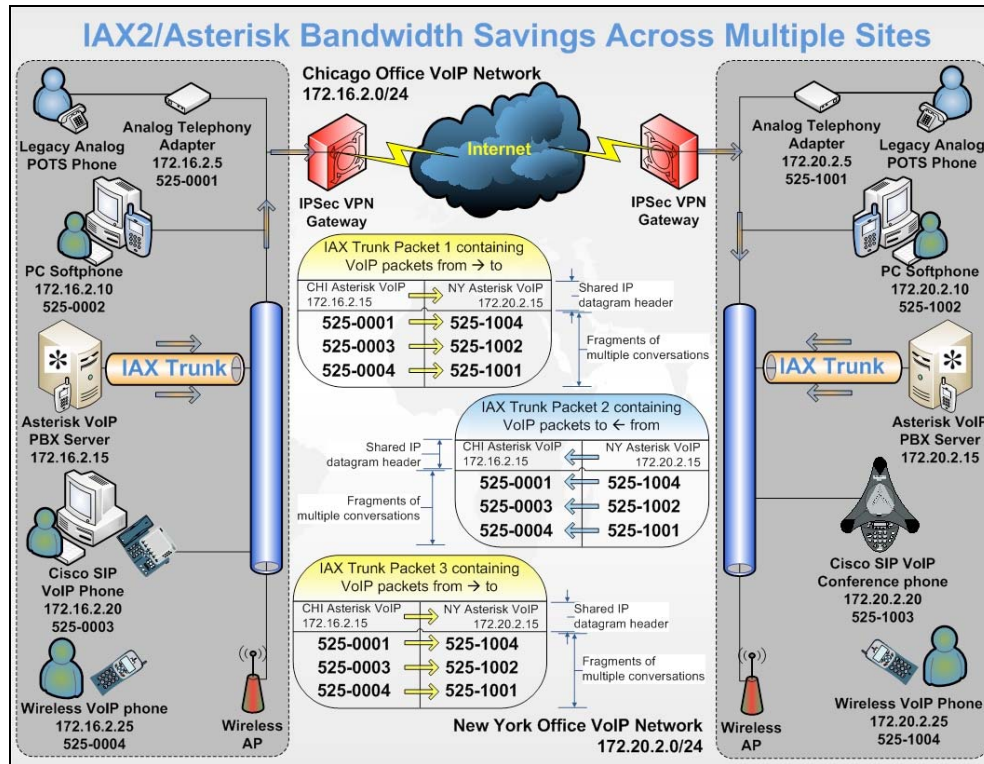 IAX2/Asterisk Bandwidth Savings Across Multiple Sites
Legacy Analog
POTS Phone
Analog Telephony
Adapter
172.16.2.5
525-0001
PC Softphone
172.16.2.10
525-0002
IAX Trunk
Asterisk VoIP
PBX Server
172.16.2.15
Cisco SIP
VoIP Phone
172.16.2.20
525-0003
Wireless VoIP phone
172.16.2.25
525-0004
Wireless
AP
Chicago Office VoIP Network
172.16.2.0/24
IPSec VPN
Gateway
Internet
IPSec VPN
Gateway
IAX Trunk Packet 1 containing
VoIP packets from → to
CHI Asterisk VoIP NY Asterisk VoIP
172.16.2.15 172.20.2.15
525-0001 525-1004
525-0003 525-1002
525-0004 525-1001
Shared IP
datagram header
Fragments of
multiple conversations
IAX Trunk Packet 2 containing
VoIP packets to ← from
CHI Asterisk VoIP NY Asterisk VoIP
172.16.2.15 172.20.2.15
525-0001 525-1004
525-0003 525-1002
525-0004 525-1001
Shared IP
datagram header
Fragments of
multiple conversations
IAX Trunk Packet 3 containing
VoIP packets from → to
CHI Asterisk VoIP NY Asterisk VoIP
172.16.2.15 172.20.2.15
525-0001 525-1004
525-0003 525-1002
525-0004 525-1001
Shared IP
datagram header
Fragments of
multiple conversations
New York Office VoIP Network
172.20.2.0/24
Analog Telephony
Adapter
172.20.2.5
525-1001
Legacy Analog
POTS Phone
PC Softphone
172.20.2.10
525-1002
IAX Trunk
Asterisk VoIP
PBX Server
172.20.2.15
Cisco SIP VoIP
Conference phone
172.20.2.20
525-1003
Wireless VoIP Phone
172.20.2.25
525-1004
Wireless
AP